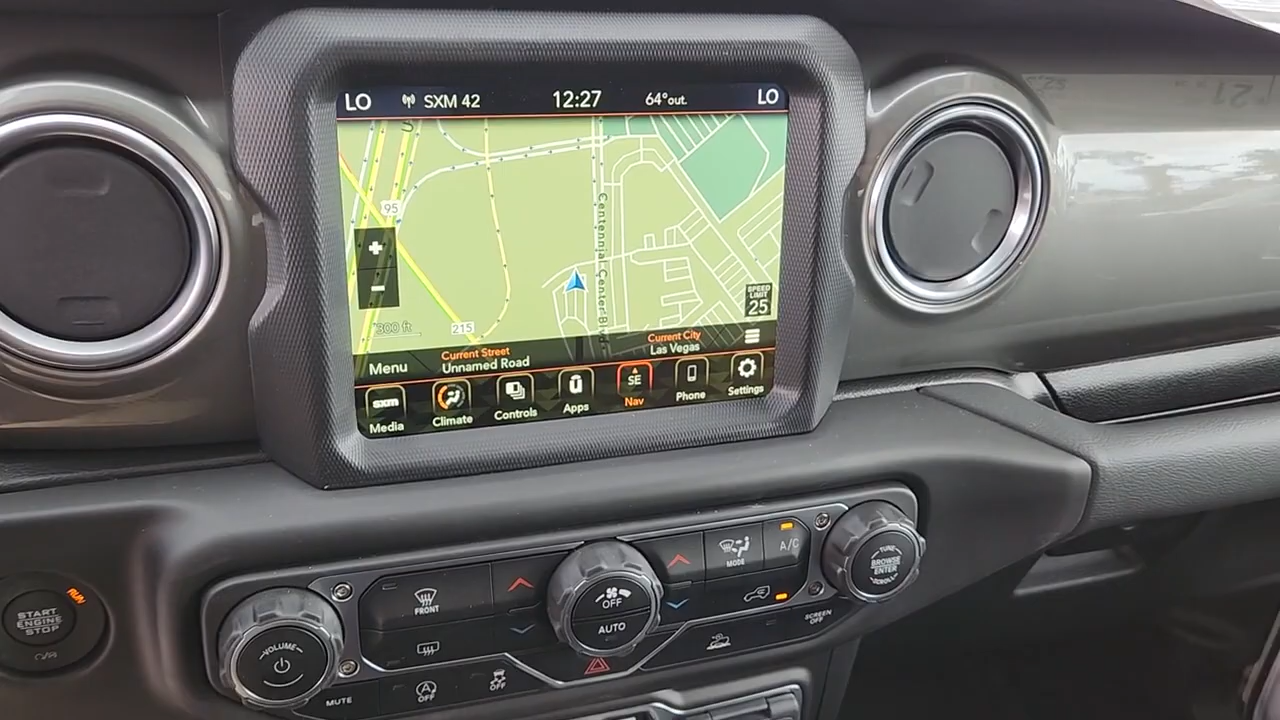 LO SXM 42 12:27 64°out. LO
95
Centennial Center Blvd
+
-
SPEED LIMIT 25
300 ft
215
Menu
Current Street
Unnamed Road
Current City
Las Vegas
sxm
Media
Climate
Controls
Apps
SE
Nav
Phone
Settings
START
ENGINE
STOP
RUN
VOLUME
MUTE
FRONT
OFF
OFF
OFF
AUTO
MODE
A/C
SCREEN
OFF
TUNE
BROWSE
ENTER
SCROLL